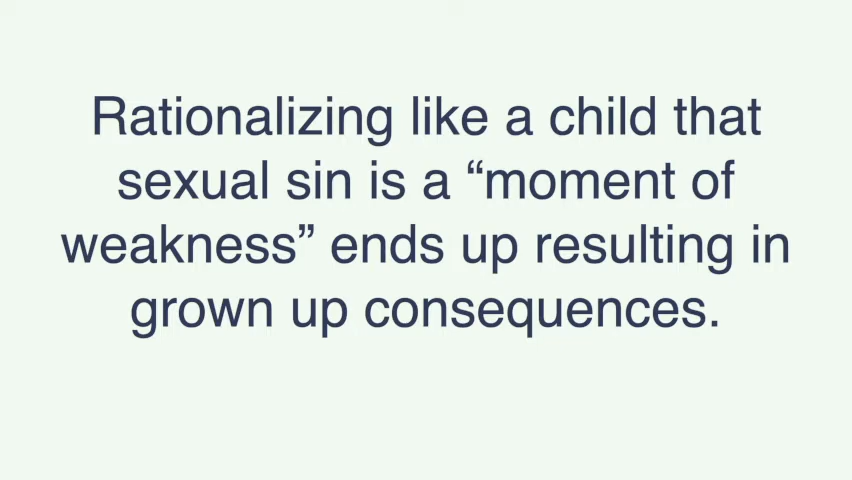 Rationalizing like a child that
sexual sin is a “moment of
weakness” ends up resulting in
grown up consequences.